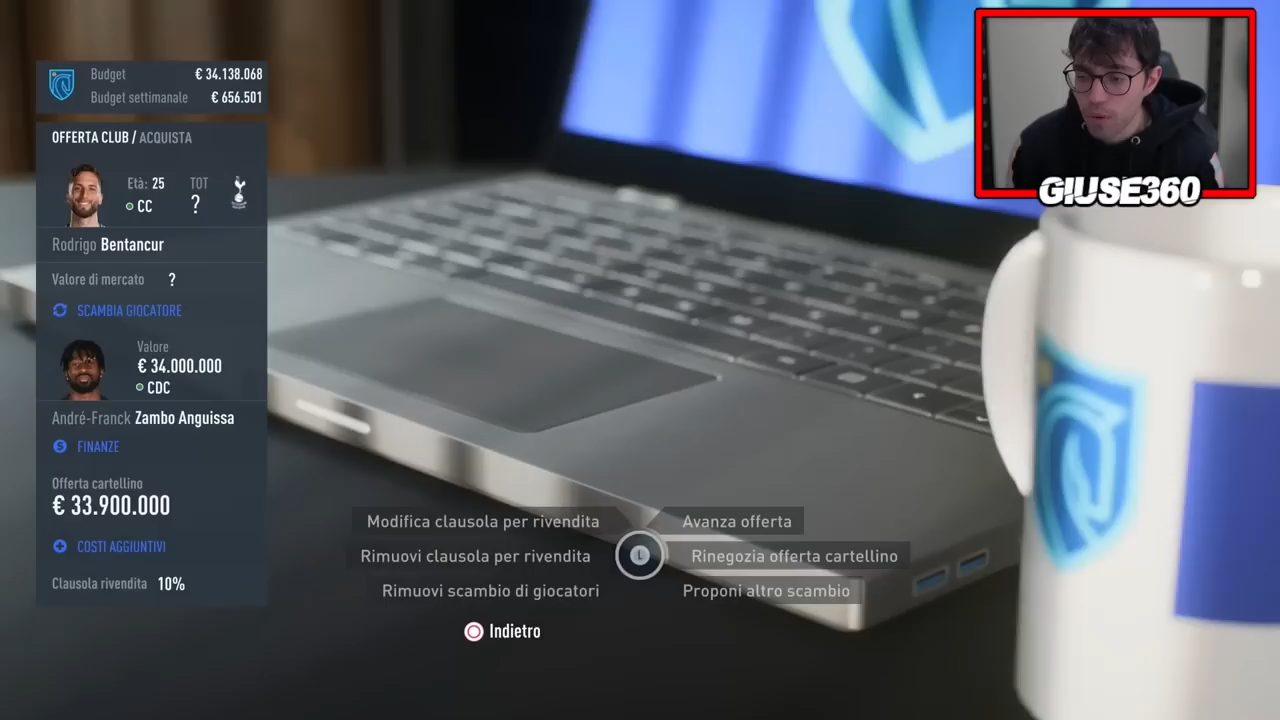 Budget € 34.138.068
Budget settimanale € 656.501
OFFERTA CLUB / ACQUISTA
Età: 25 TOT
CC ?
Rodrigo Bentancur
Valore di mercato ?
SCAMBIA GIOCATORE
Valore
€ 34.000.000
CDC
André-Franck Zambo Anguissa
FINANZE
Offerta cartellino
€ 33.900.000
COSTI AGGIUNTIVI
Clausola rivendita 10%
GIUSE360
Modifica clausola per rivendita
Avanza offerta
Rimuovi clausola per rivendita
L
Rinegozia offerta cartellino
Rimuovi scambio di giocatori
Proponi altro scambio
Indietro